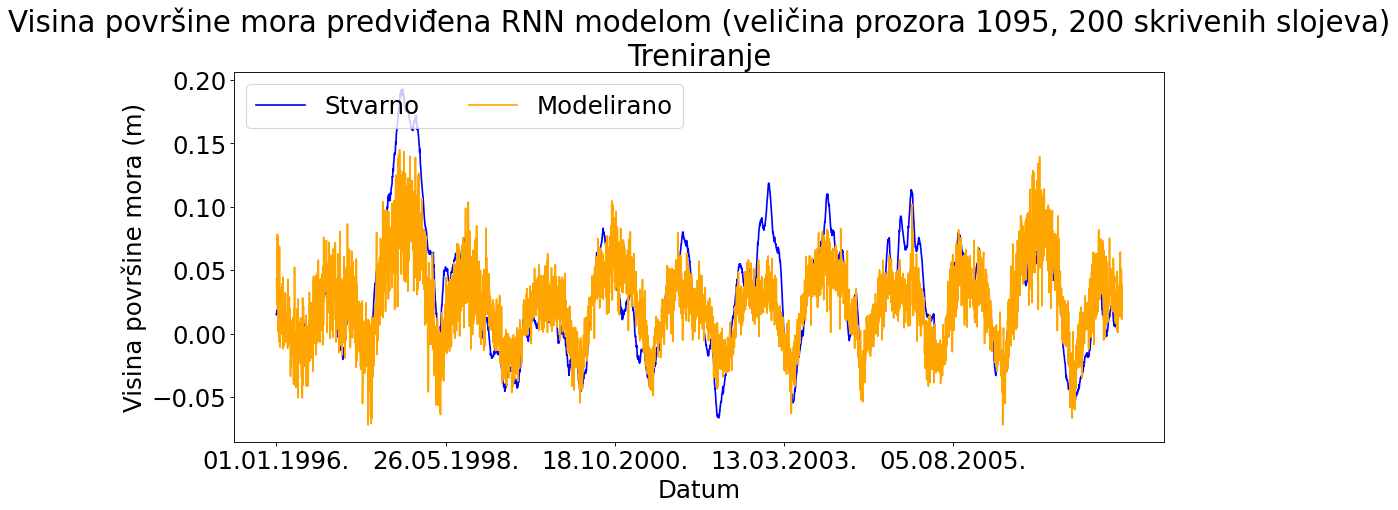 Visina površine mora predviđena RNN modelom (veličina prozora 1095, 200 skrivenih slojeva)
Treniranje
Stvarno Modelirano
Visina površine mora (m)
0.20
0.15
0.10
0.05
0.00
−0.05
01.01.1996. 26.05.1998. 18.10.2000. 13.03.2003. 05.08.2005.
Datum